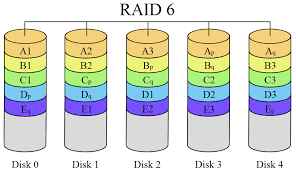 RAID 6
A1 A2 A3 Ap Aq
B1 B2 Bp Bq B3
C1 Cp Cq C2 C3
Dp Dq D1 D2 D3
Eq E1 E2 E3 Ep
Disk 0 Disk 1 Disk 2 Disk 3 Disk 4